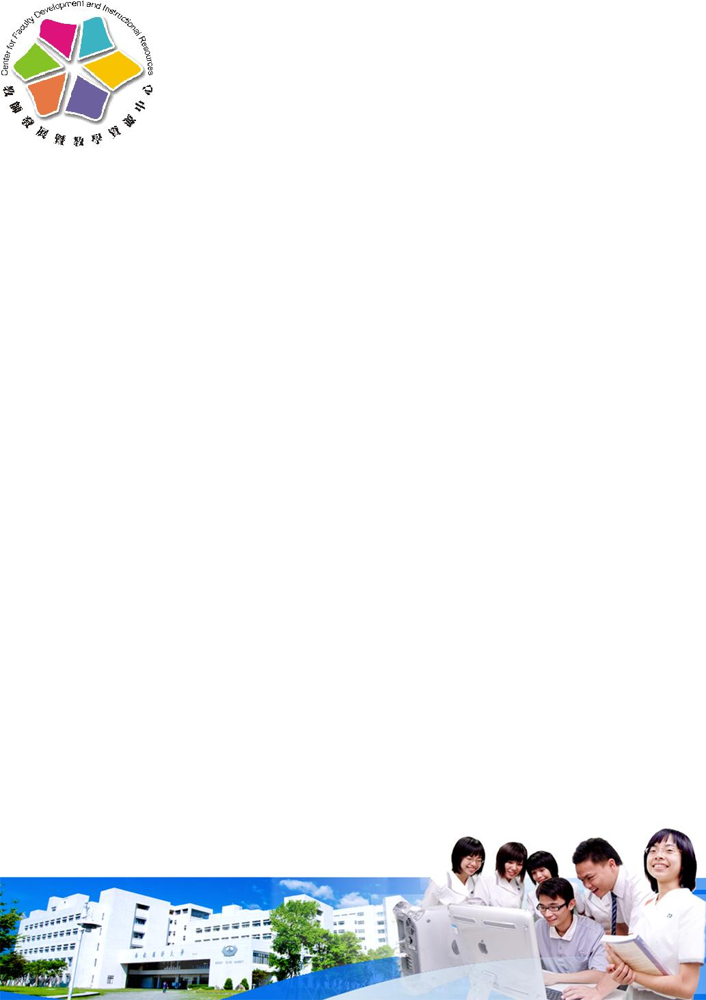 Center for Faculty Development and Instructional Resources
教師發展暨教學資源中心